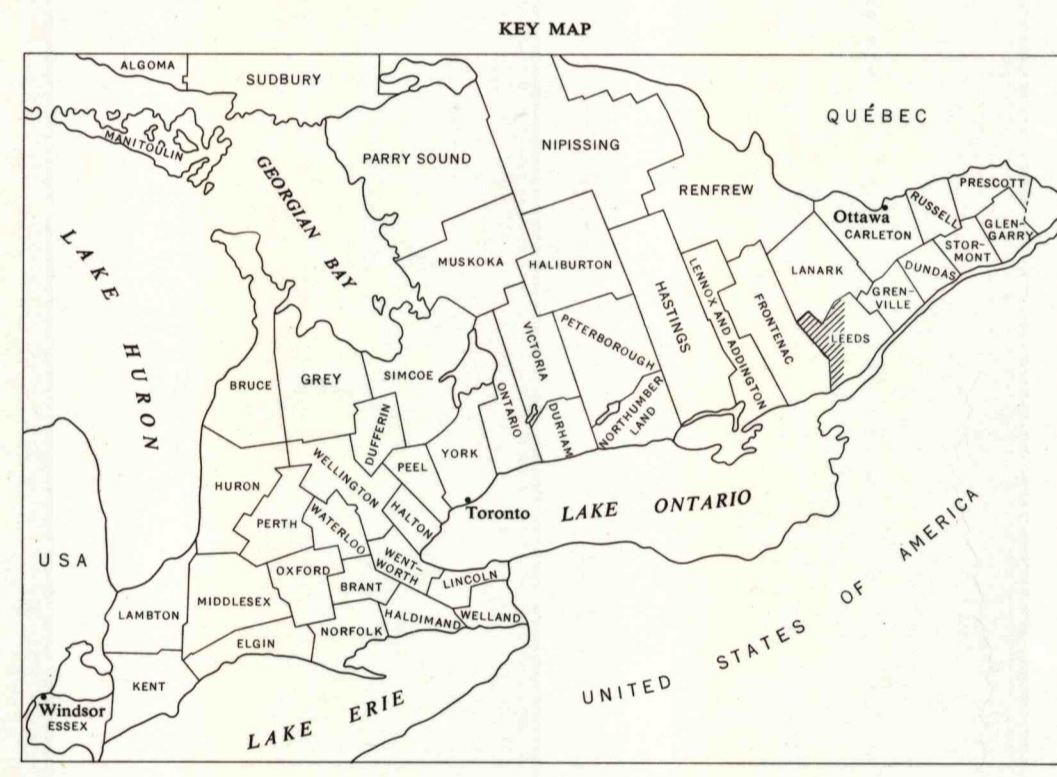 KEY MAP
ALGOMA
SUDBURY
MANITOULIN
GEORGIAN BAY
PARRY SOUND
NIPISSING
QUÉBEC
RENFREW
PRESCOTT
RUSSELL
Ottawa
CARLETON
GLEN-
GARRY
STOR-
MONT
DUNDAS
GREN-
VILLE
LANARK
LEEDS
LAKE HURON
MUSKOKA
HALIBURTON
HASTINGS
LENNOX AND ADDINGTON
FRONTENAC
PETERBOROUGH
VICTORIA
NORTHUMBER
LAND
DURHAM
ONTARIO
SIMCOE
BRUCE
GREY
DUFFERIN
YORK
PEEL
WELLINGTON
HURON
PERTH
WATERLOO
HALTON
Toronto
LAKE ONTARIO
USA
OXFORD
WENT-
WORTH
BRANT
LINCOLN
LAMBTON
MIDDLESEX
HALDIMAND
WELLAND
NORFOLK
ELGIN
KENT
Windsor
ESSEX
LAKE ERIE
UNITED STATES OF AMERICA